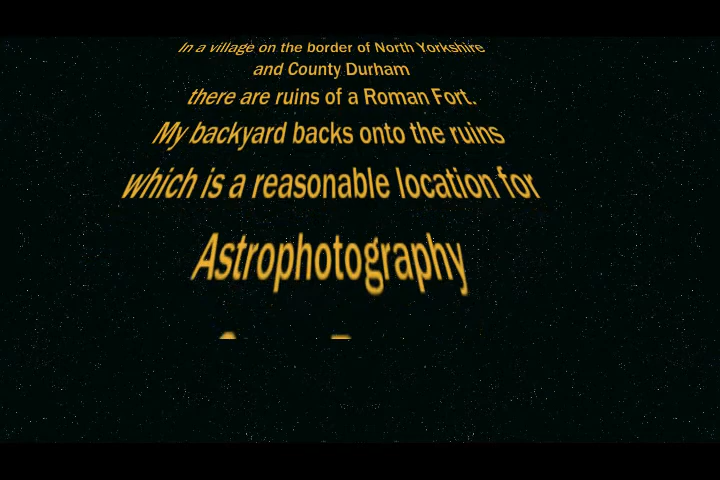 In a village on the border of North Yorkshire
and County Durham
there are ruins of a Roman Fort.
My backyard backs onto the ruins
which is a reasonable location for
Astrophotography